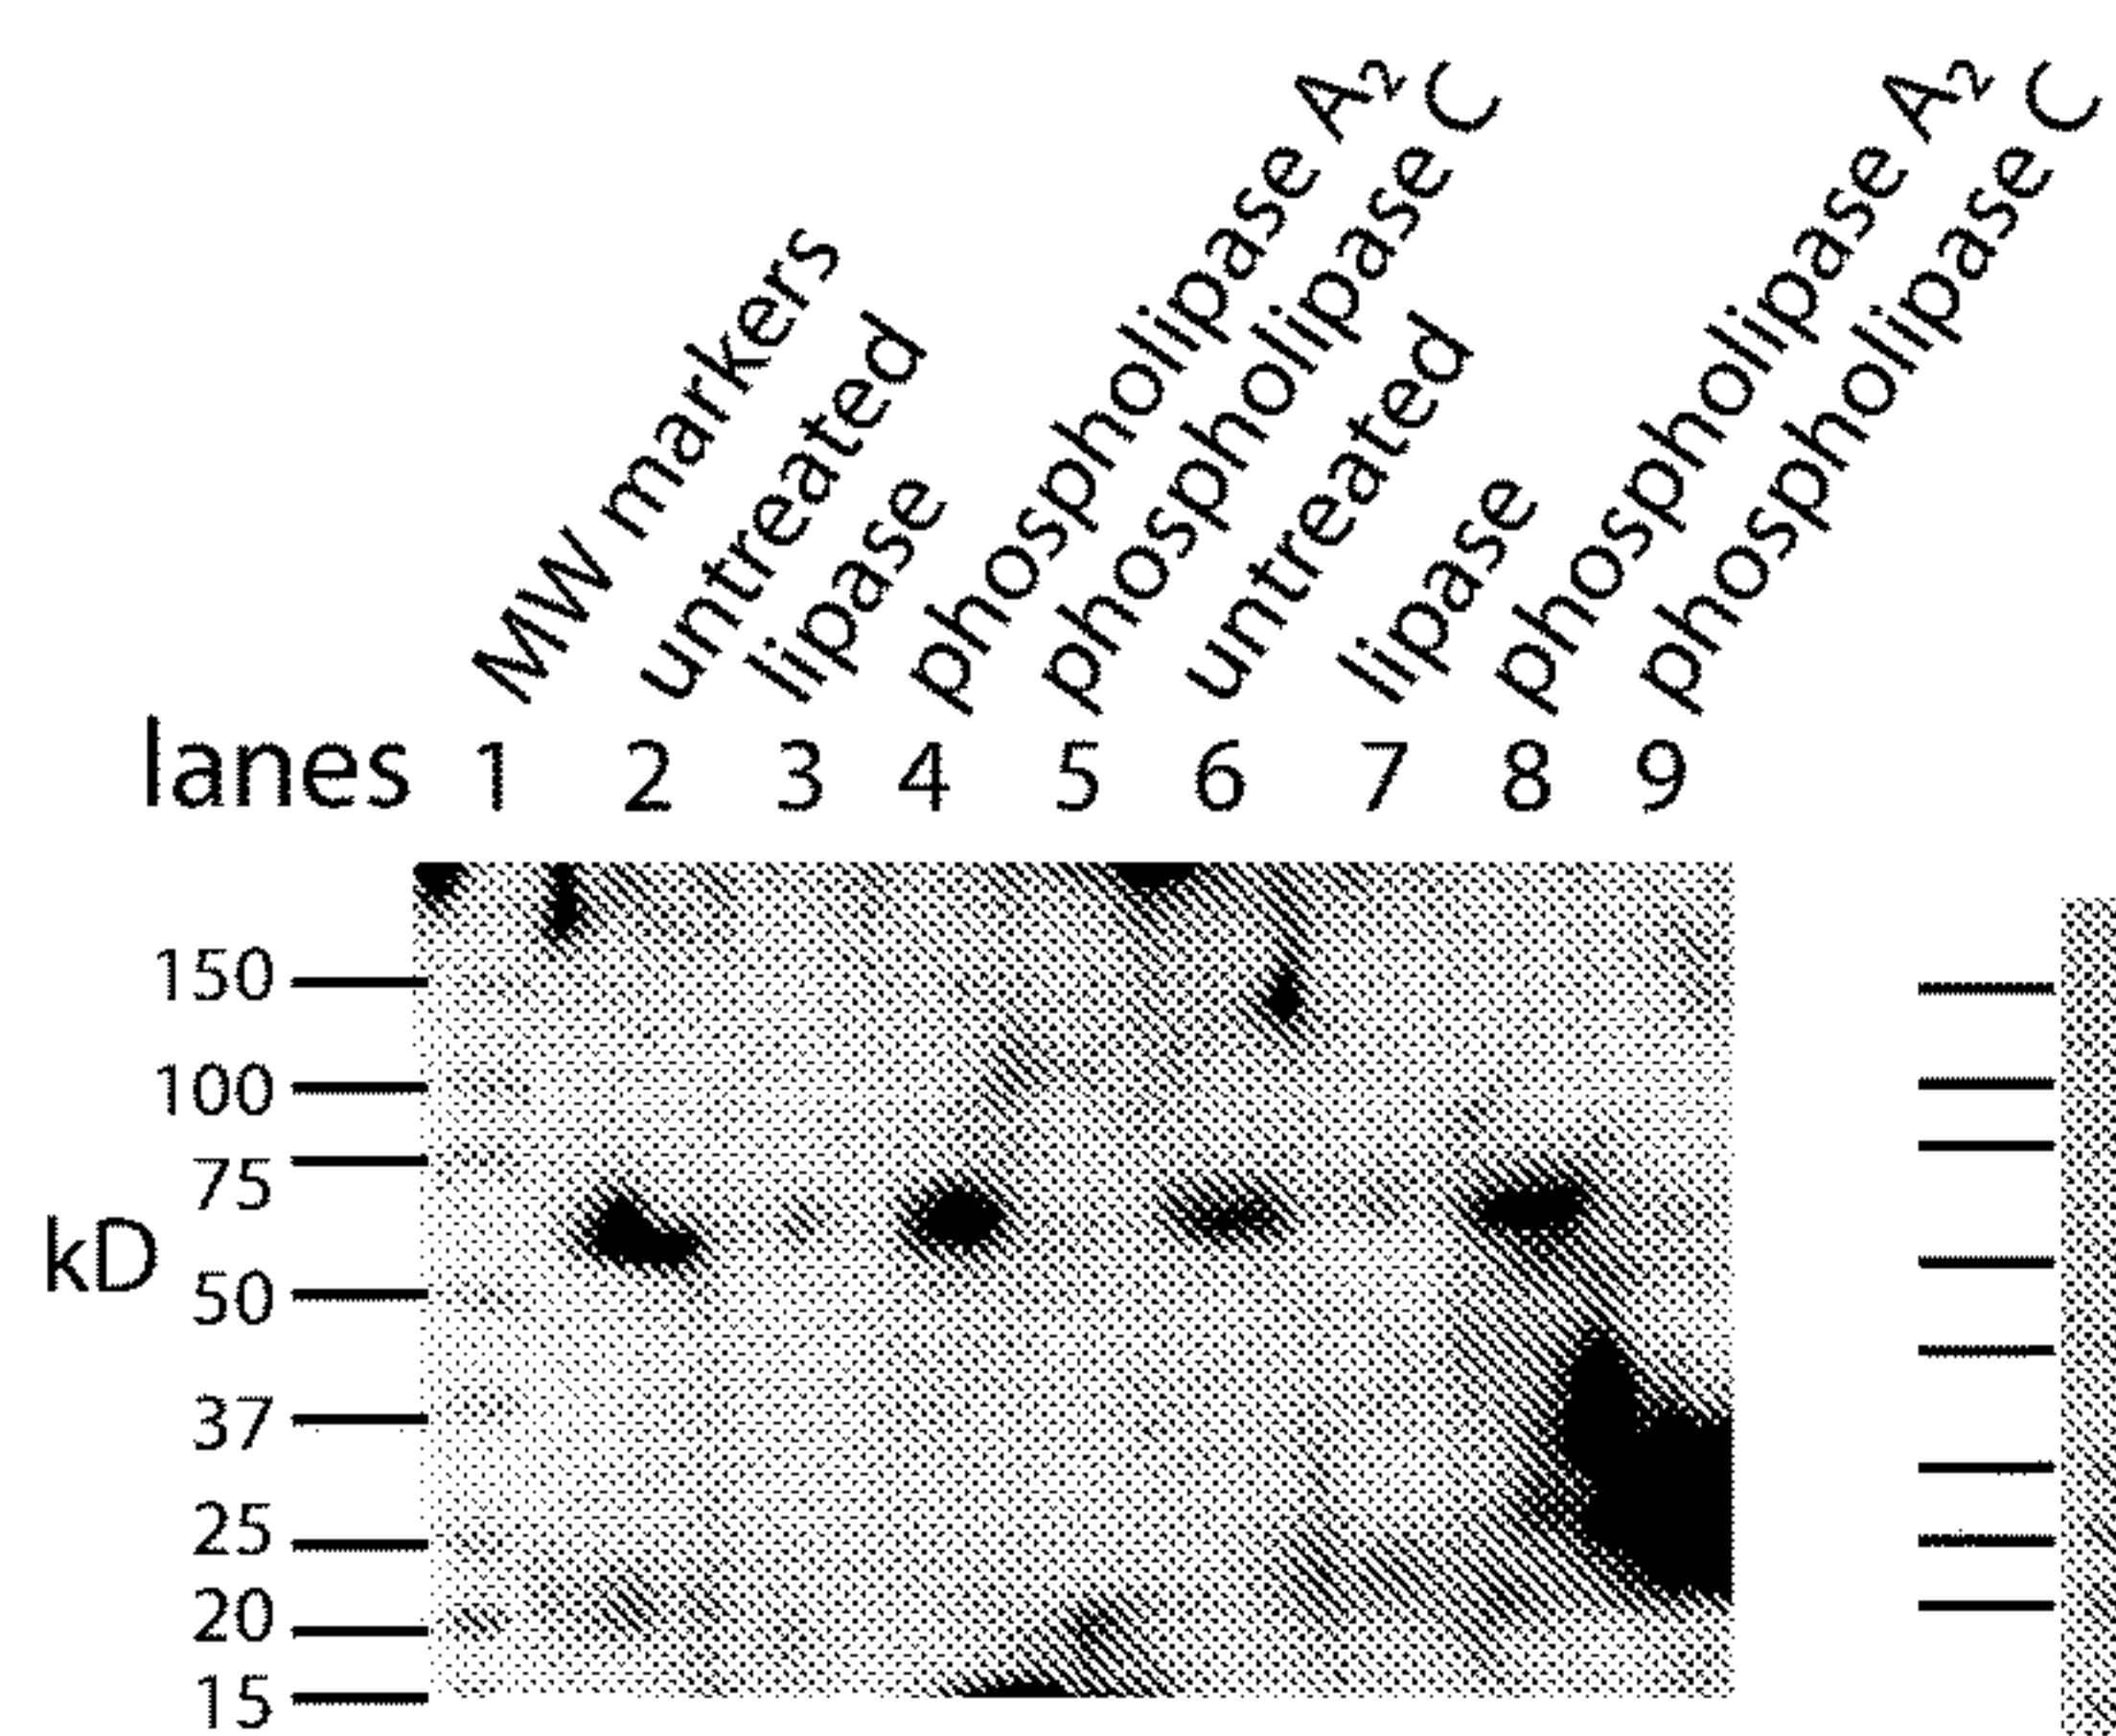 MW markers
untreated
lipase
phospholipase A₂
phospholipase C
untreated
lipase
phospholipase A₂
phospholipase C
lanes 1 2 3 4 5 6 7 8 9
150
100
75
kD
50
37
25
20
15